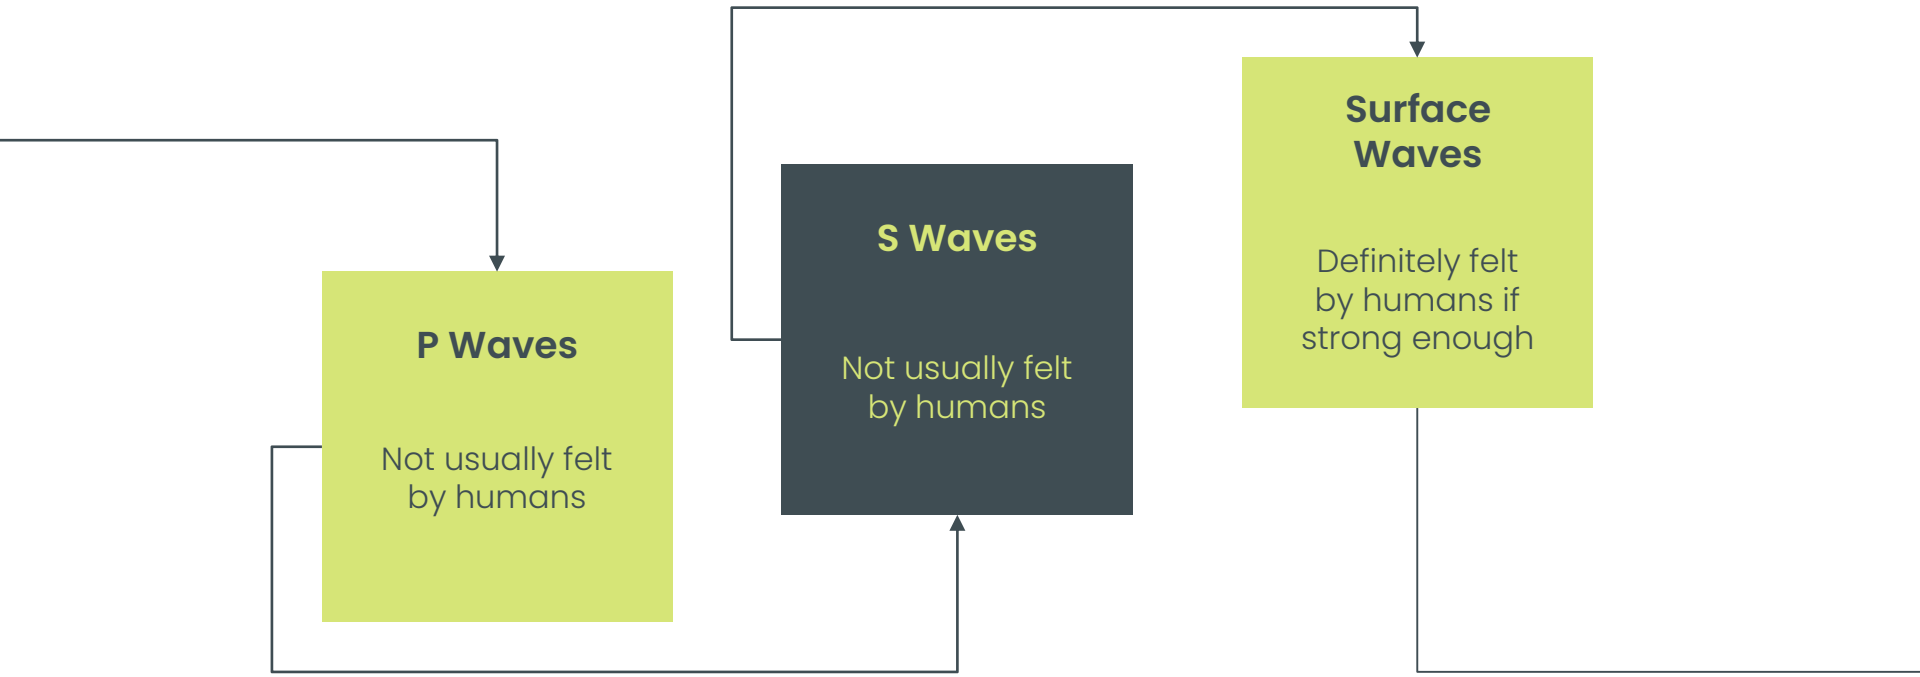 P Waves
Not usually felt
by humans
S Waves
Not usually felt
by humans
Surface
Waves
Definitely felt
by humans if
strong enough